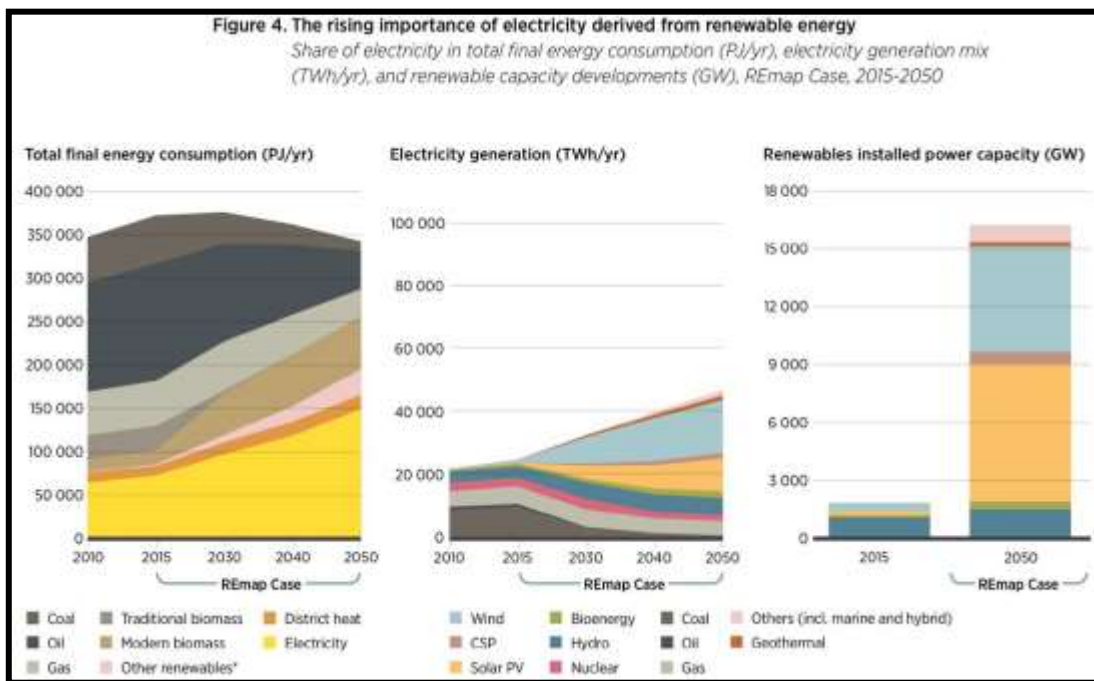 Figure 4. The rising importance of electricity derived from renewable energy
Share of electricity in total final energy consumption (PJ/yr), electricity generation mix
(TWh/yr), and renewable capacity developments (GW), REmap Case, 2015-2050
Total final energy consumption (PJ/yr)
400 000
350 000
300 000
250 000
200 000
150 000
100 000
50 000
0
2000 2015 2030 2040 2050
REmap Case
Coal Traditional biomass District heat
Oil Modern biomass Electricity
Gas Other renewables*
Electricity generation (TWh/yr)
100 000
80 000
60 000
40 000
20 000
0
2010 2015 2030 2040 2050
REmap Case
Renewables installed power capacity (GW)
18 000
15 000
12 000
9 000
6 000
3 000
0
2015 2050
REmap Case
Wind Bioenergy Coal Others (incl. marine and hybrid)
CSP Hydro Oil Geothermal
Solar PV Nuclear Gas